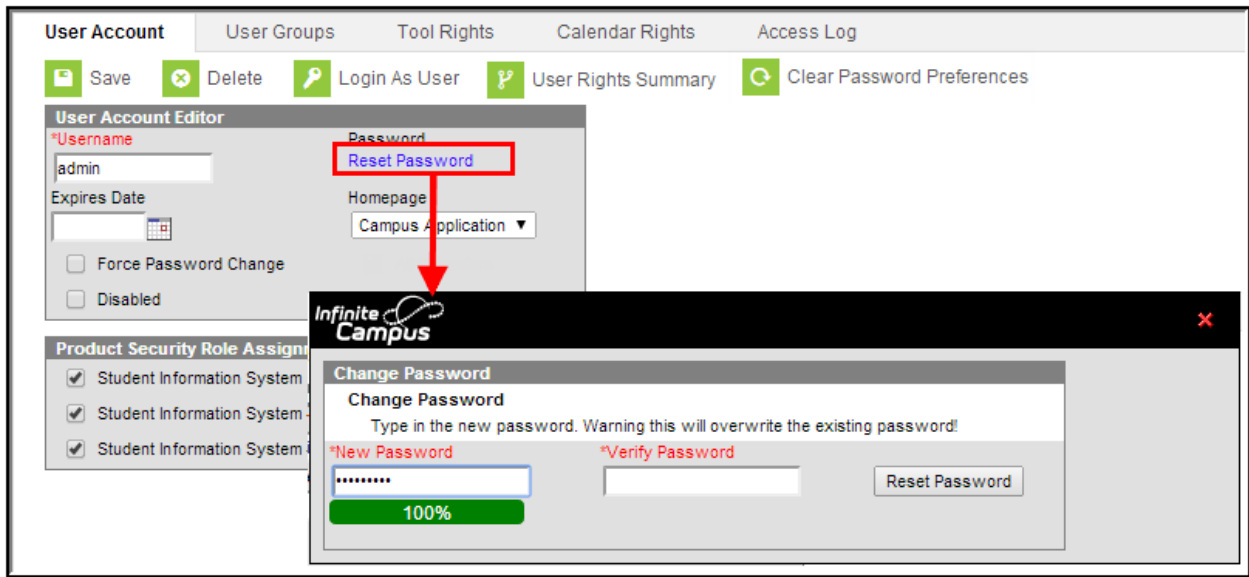 User Account User Groups Tool Rights Calendar Rights Access Log
Save Delete Login As User User Rights Summary Clear Password Preferences
User Account Editor
*Username Password
admin Reset Password
Expires Date Homepage
Campus Application
Force Password Change
Disabled
Infinite
Campus
Product Security Role
Change Password
Student Information System
Change Password
Type in the new password. Warning this will overwrite the existing password!
Student Information System
Student Information System
*New Password *Verify Password
••••••••• Reset Password
100%